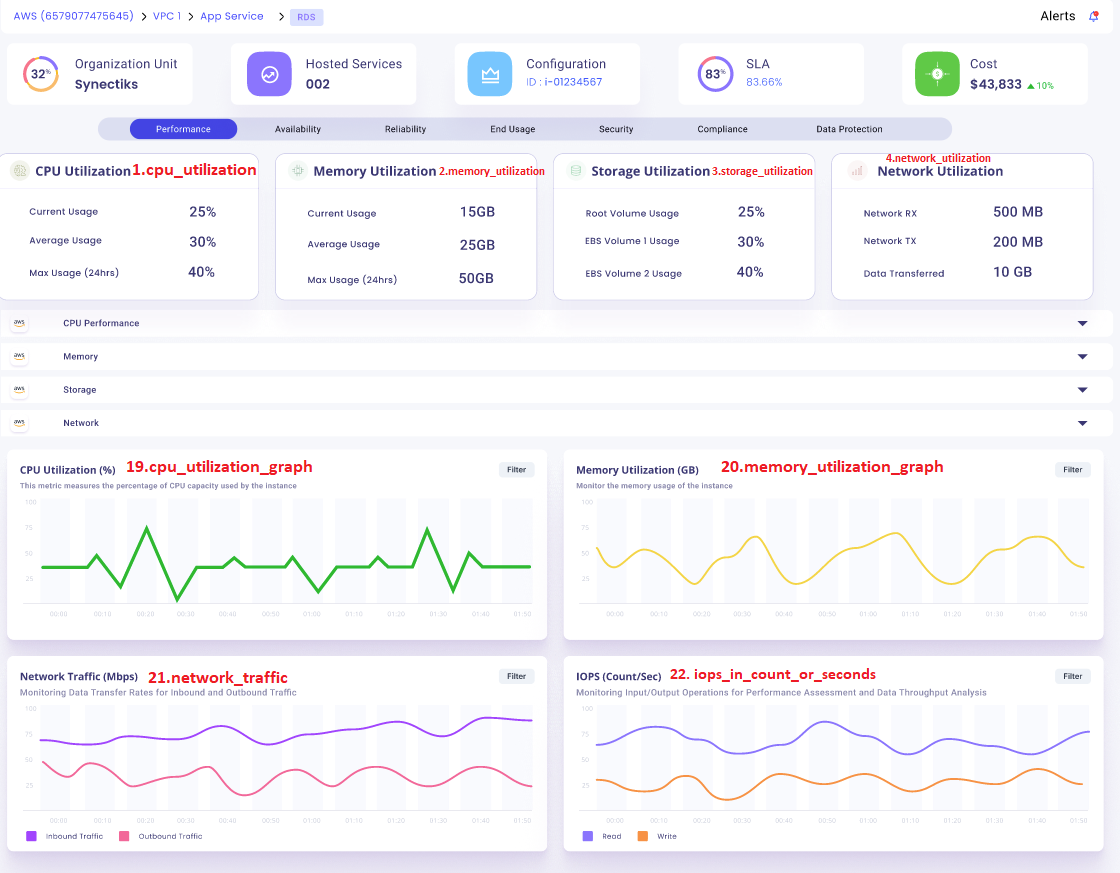 AWS (6579077475645) > VPC 1 > App Service > RDS
Alerts
32%
Organization Unit
Synectiks
Hosted Services
002
Configuration
ID : i-01234567
83%
SLA
83.66%
Cost
$43,833 ▲10%
Performance Availability Reliability End Usage Security Compliance Data Protection
CPU Utilization 1.cpu_utilization
Current Usage 25%
Average Usage 30%
Max Usage (24hrs) 40%
Memory Utilization 2.memory_utilization
Current Usage 15GB
Average Usage 25GB
Max Usage (24hrs) 50GB
Storage Utilization 3.storage_utilization
Root Volume Usage 25%
EBS Volume 1 Usage 30%
EBS Volume 2 Usage 40%
4.network_utilization
Network Utilization
Network RX 500 MB
Network TX 200 MB
Data Transferred 10 GB
aws CPU Performance
aws Memory
aws Storage
aws Network
CPU Utilization (%) 19.cpu_utilization_graph Filter
This metric measures the percentage of CPU capacity used by the instance
100
75
50
25
00:00 00:10 00:20 00:30 00:40 00:50 01:00 01:10 01:20 01:30 01:40 01:50
Memory Utilization (GB) 20.memory_utilization_graph Filter
Monitor the memory usage of the instance
100
75
50
25
00:00 00:10 00:20 00:30 00:40 00:50 01:00 01:10 01:20 01:30 01:40 01:50
Network Traffic (Mbps) 21.network_traffic Filter
Monitoring Data Transfer Rates for Inbound and Outbound Traffic
100
75
50
25
00:00 00:10 00:20 00:30 00:40 00:50 01:00 01:10 01:20 01:30 01:40 01:50
Inbound Traffic Outbound Traffic
IOPS (Count/Sec) 22. iops_in_count_or_seconds Filter
Monitoring Input/Output Operations for Performance Assessment and Data Throughput Analysis
100
75
50
25
00:00 00:10 00:20 00:30 00:40 00:50 01:00 01:10 01:20 01:30 01:40 01:50
Read Write